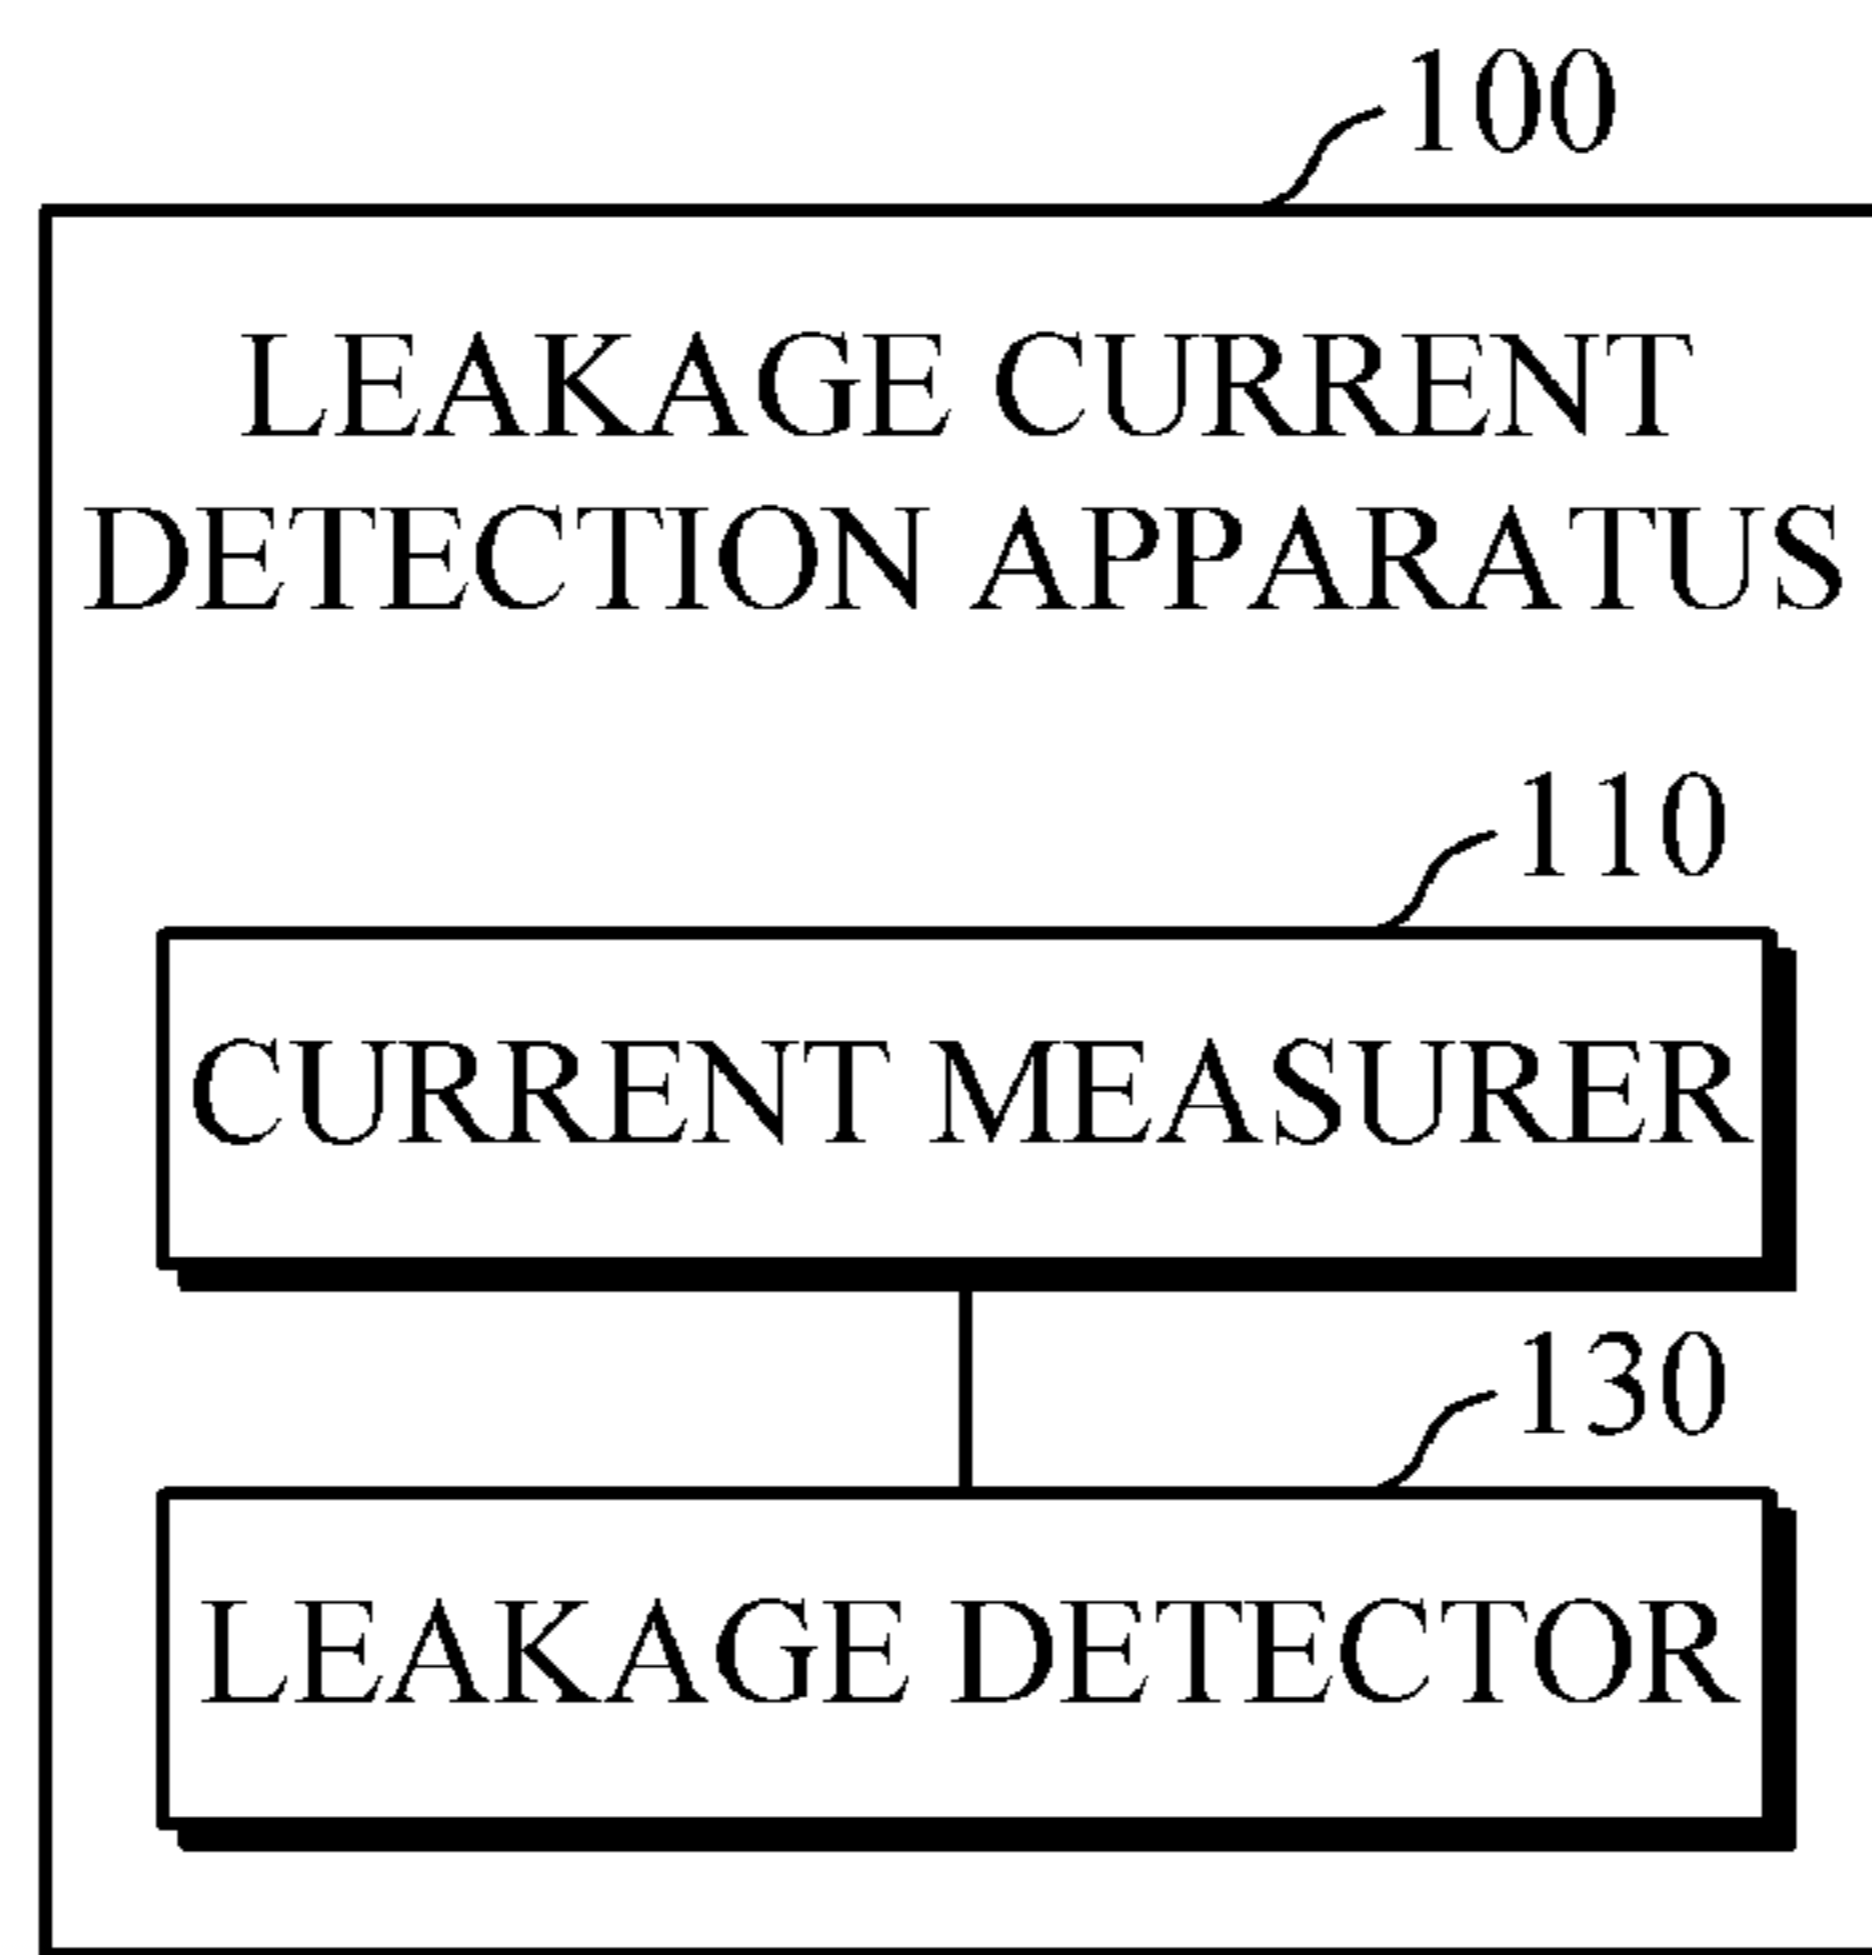 100
LEAKAGE CURRENT
DETECTION APPARATUS
110
CURRENT MEASURER
130
LEAKAGE DETECTOR